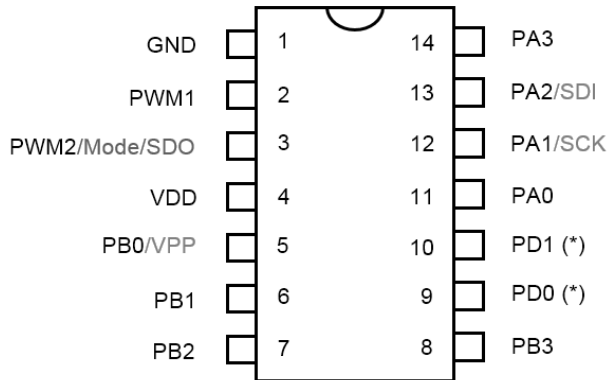 GND 1 14 PA3
PWM1 2 13 PA2/SDI
PWM2/Mode/SDO 3 12 PA1/SCK
VDD 4 11 PA0
PB0/VPP 5 10 PD1 (*)
PB1 6 9 PD0 (*)
PB2 7 8 PB3